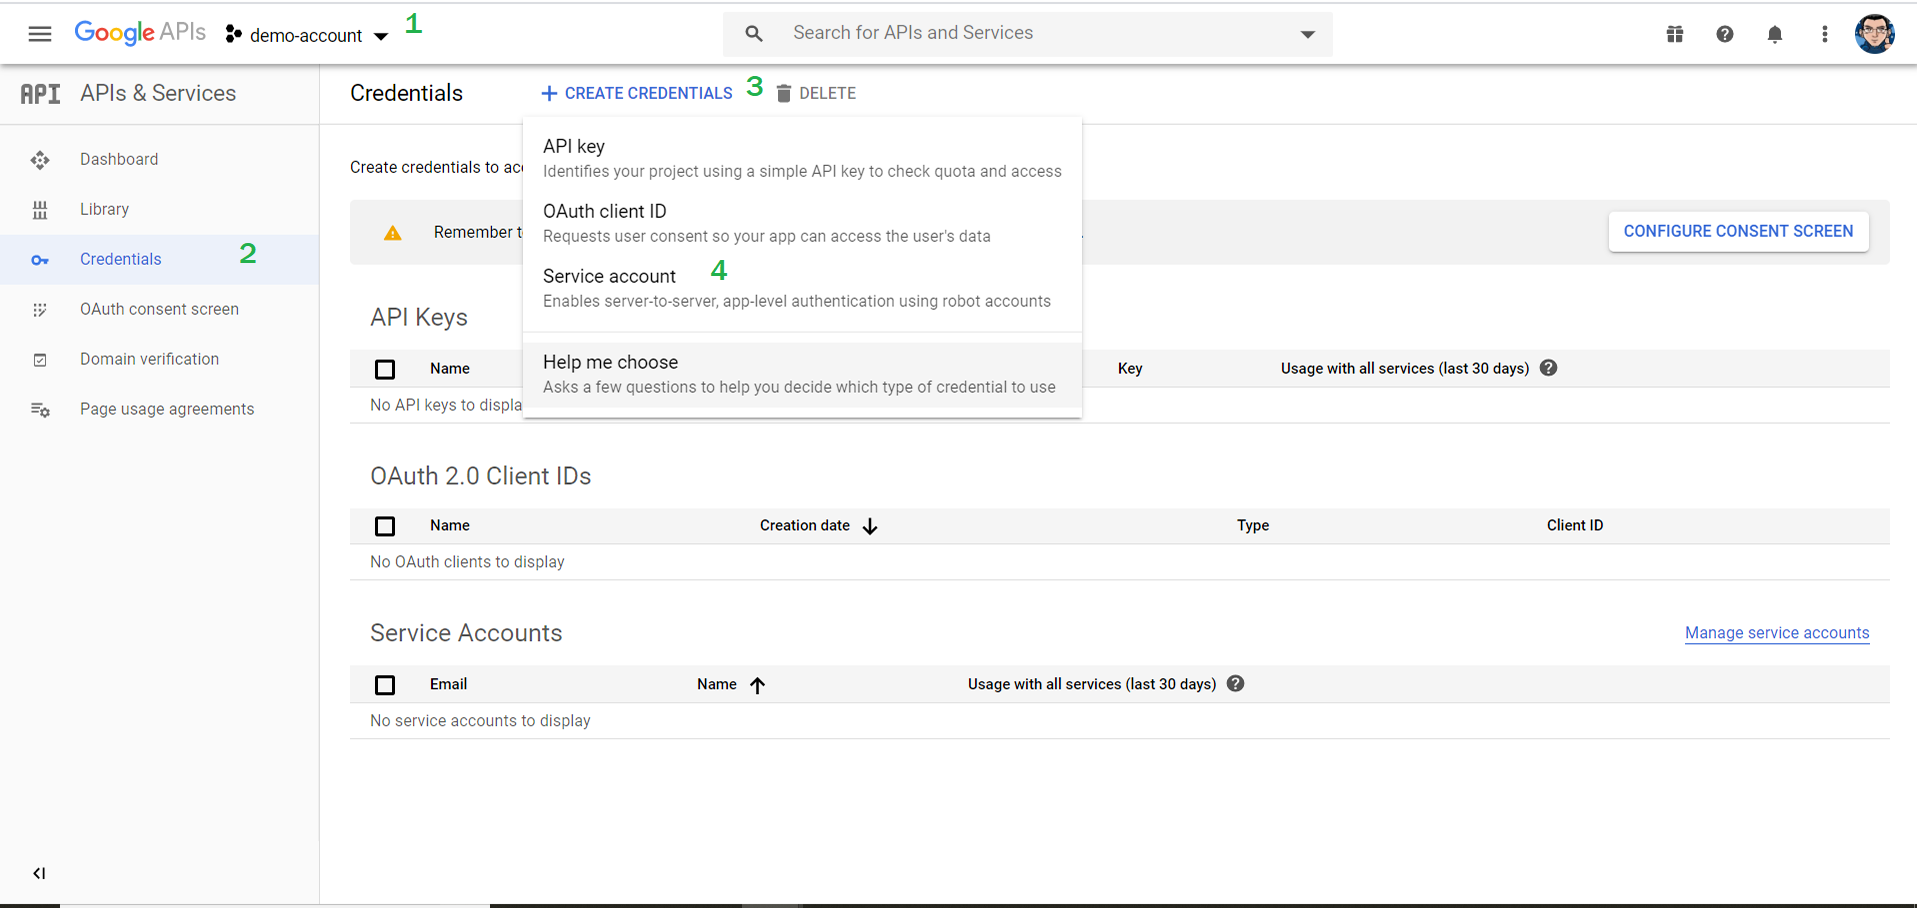 Google APIs demo-account 1 Search for APIs and Services
API APIs & Services
Credentials CREATE CREDENTIALS 3 DELETE
Dashboard
Library
Credentials 2
OAuth consent screen
Domain verification
Page usage agreements
API key
Identifies your project using a simple API key to check quota and access
OAuth client ID
Requests user consent so your app can access the user's data
Service account 4
Enables server-to-server, app-level authentication using robot accounts
Help me choose
Asks a few questions to help you decide which type of credential to use
Create credentials to acc
Remember t
CONFIGURE CONSENT SCREEN
API Keys
Name Key Usage with all services (last 30 days)
No API keys to displa
OAuth 2.0 Client IDs
Name Creation date Type Client ID
No OAuth clients to display
Service Accounts Manage service accounts
Email Name Usage with all services (last 30 days)
No service accounts to display